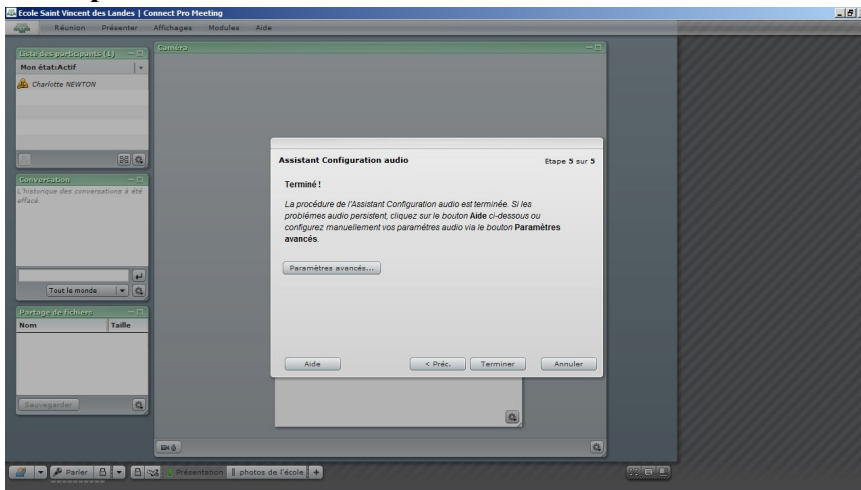 Ecole Saint Vincent des Landes | Connect Pro Meeting
Réunion Présenter Affichages Modules Aide
Liste des participants (1)
Mon état:Actif
Charlotte NEWTON
Conversation
L'historique des conversations à été
effacé.
Tout le monde
Partage de fichiers
Nom Taille
Sauvegarder
Caméra
Assistant Configuration audio Etape 5 sur 5
Terminé !
La procédure de l'Assistant Configuration audio est terminée. Si les
problèmes audio persistent, cliquez sur le bouton Aide ci-dessous ou
configurez manuellement vos paramètres audio via le bouton Paramètres
avancés.
Paramètres avancés...
Aide < Préc. Terminer Annuler
Parler Présentation photos de l'école +